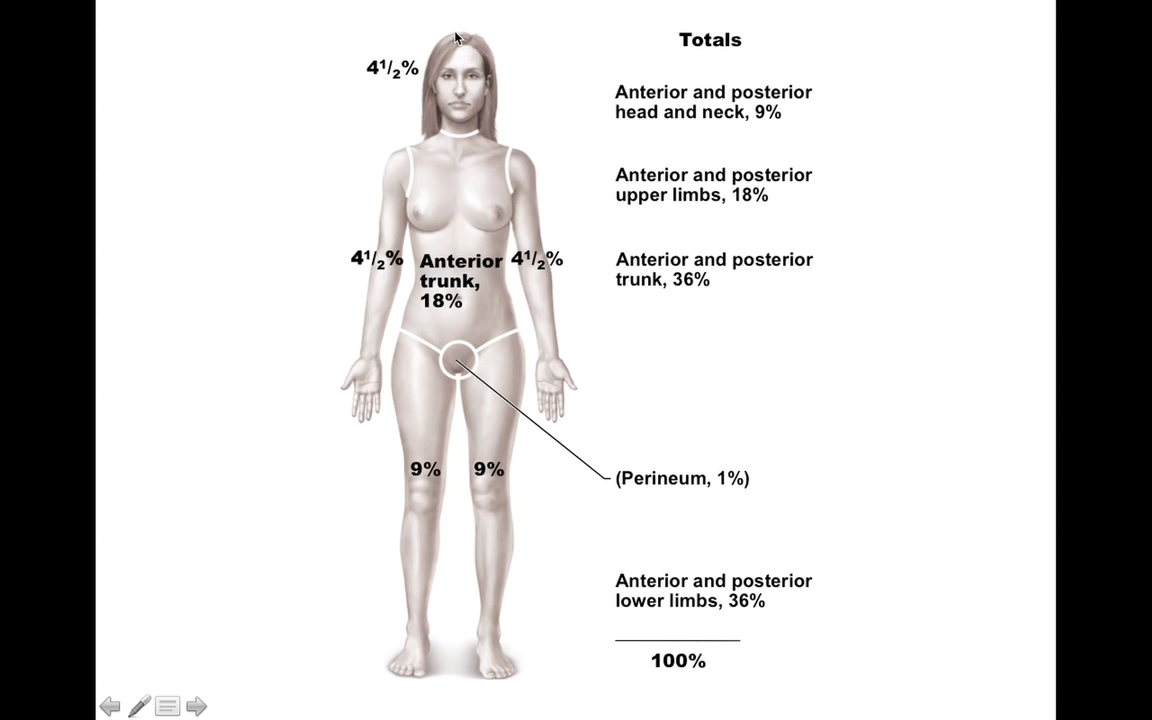 Totals
4¹/₂%
Anterior and posterior
head and neck, 9%
Anterior and posterior
upper limbs, 18%
4¹/₂%
Anterior
trunk,
18%
4¹/₂%
Anterior and posterior
trunk, 36%
9%
9%
(Perineum, 1%)
Anterior and posterior
lower limbs, 36%
100%